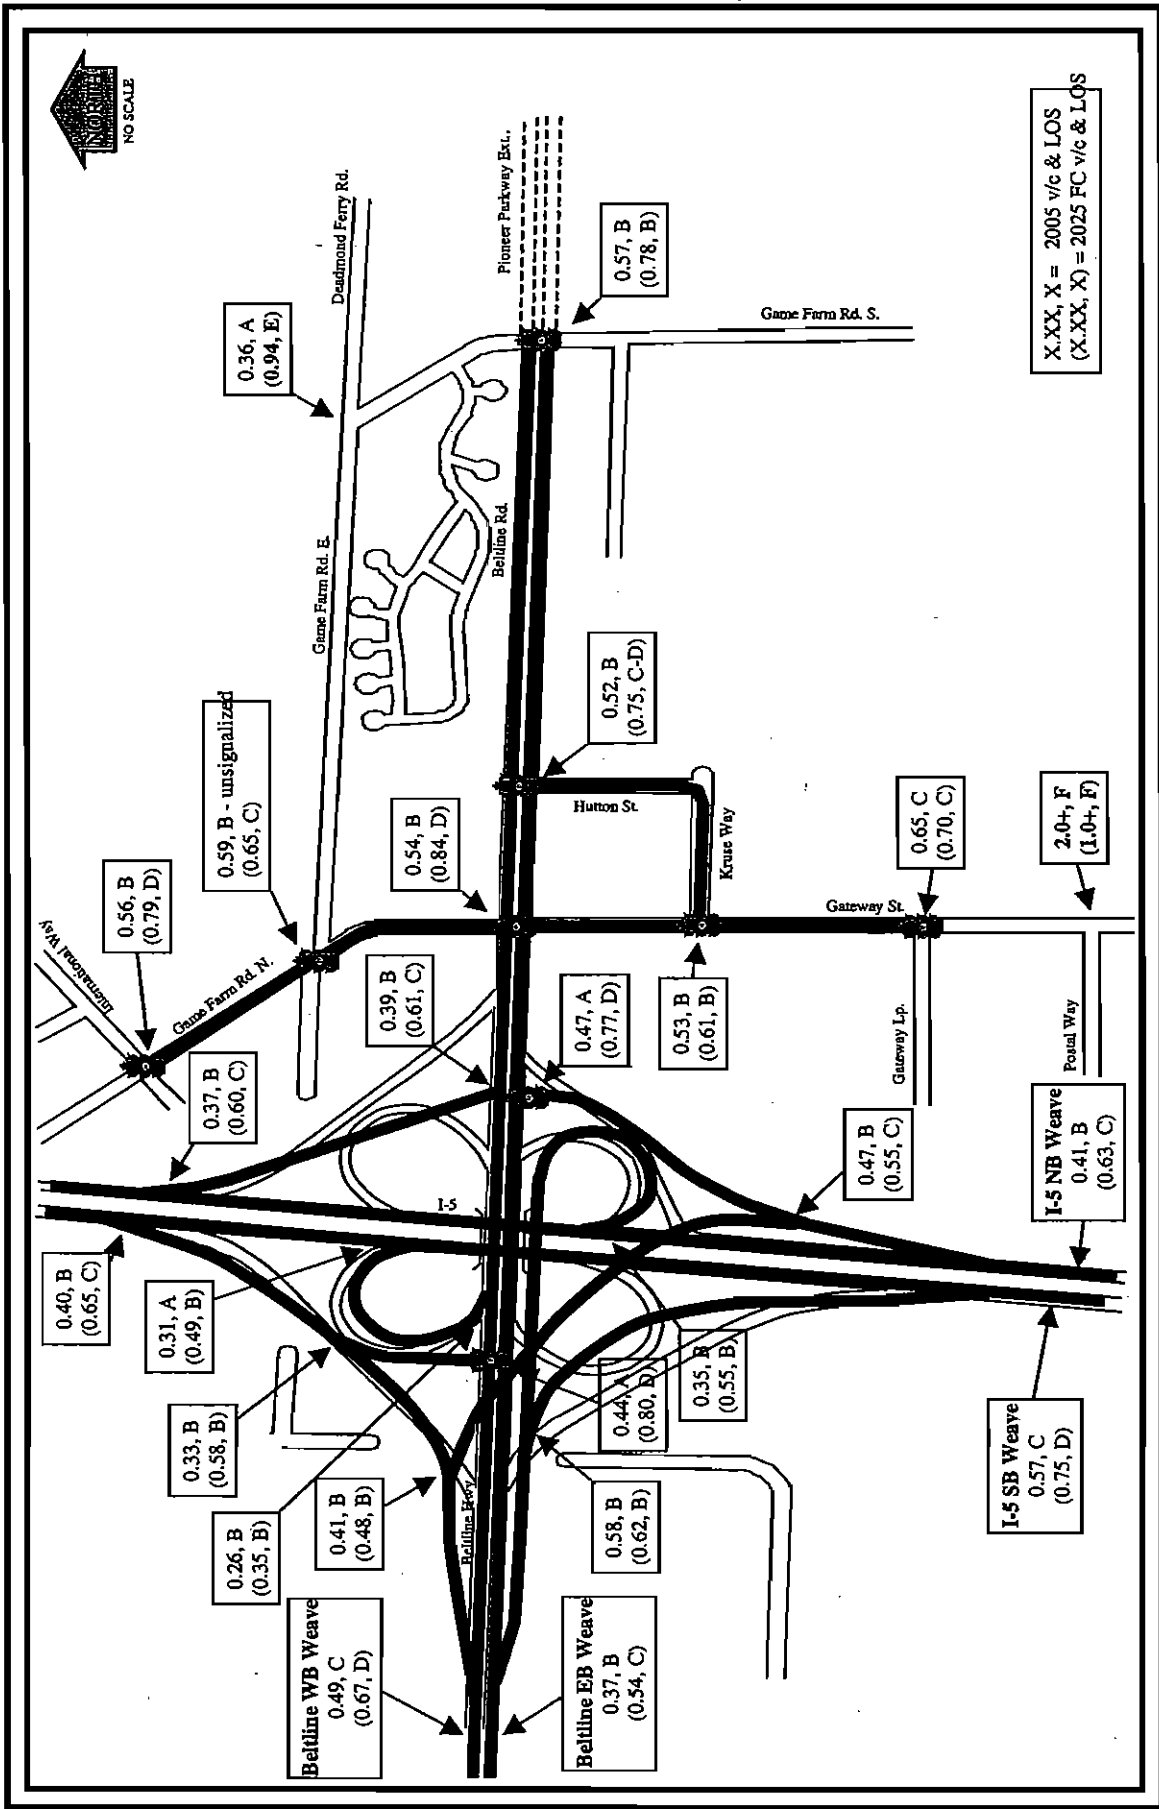 NORTH
NO SCALE
International Way
Game Farm Rd. N.
0.56, B
(0.79, D)
0.59, B - unsignalized
(0.65, C)
Game Farm Rd. E.
0.36, A
(0.94, E)
Deadmond Ferry Rd.
Pioneer Parkway Ext.,
0.57, B
(0.78, B)
Game Farm Rd. S.
Beltline Rd.
0.54, B
(0.84, D)
0.52, B
(0.75, C-D)
Hutton St.
Kruse Way
0.39, B
(0.61, C)
0.47, A
(0.77, D)
0.53, B
(0.61, B)
Gateway St.
0.65, C
(0.70, C)
2.0+, F
(1.0+, F)
Gateway Lp.
Postal Way
0.37, B
(0.60, C)
I-5
0.40, B
(0.65, C)
0.31, A
(0.49, B)
0.33, B
(0.58, B)
0.26, B
(0.35, B)
0.41, B
(0.48, B)
Beltline Hwy
0.44, A
(0.80, D)
0.35, B
(0.55, B)
0.58, B
(0.62, B)
0.47, B
(0.55, C)
I-5 NB Weave
0.41, B
(0.63, C)
I-5 SB Weave
0.57, C
(0.75, D)
Beltline WB Weave
0.49, C
(0.67, D)
Beltline EB Weave
0.37, B
(0.54, C)
X.XX, X = 2005 v/c & LOS
(X.XX, X) = 2025 FC v/c & LOS